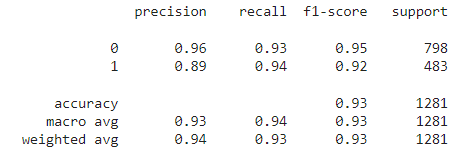 precision recall f1-score support
0 0.96 0.93 0.95 798
1 0.89 0.94 0.92 483
accuracy 0.93 1281
macro avg 0.93 0.94 0.93 1281
weighted avg 0.94 0.93 0.93 1281